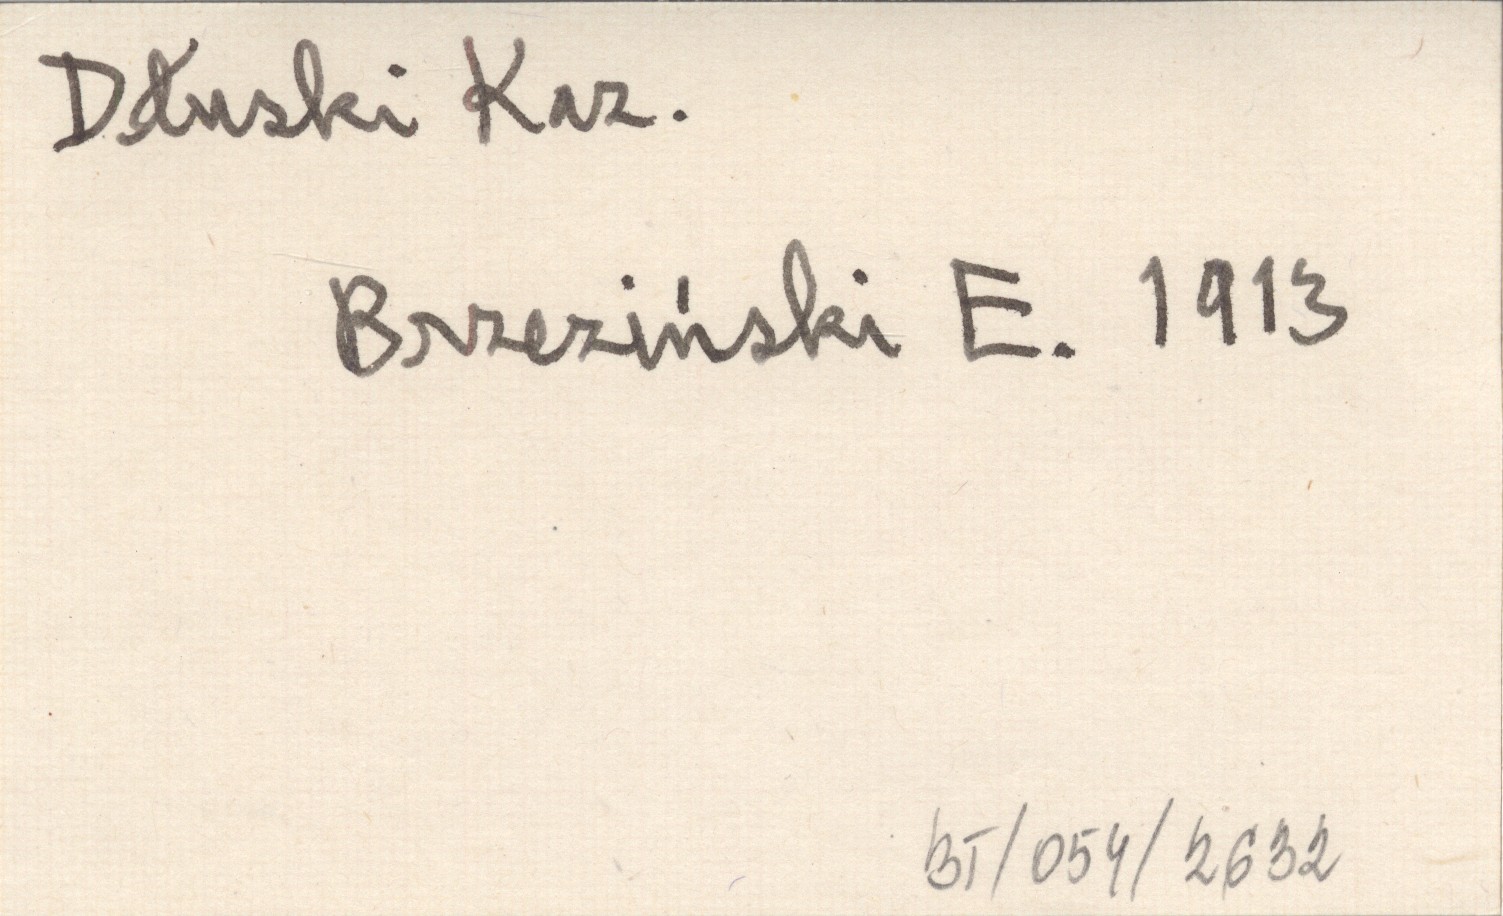 Dłuski Kaz.
Brzeziński E. 1913
BT/054/2632